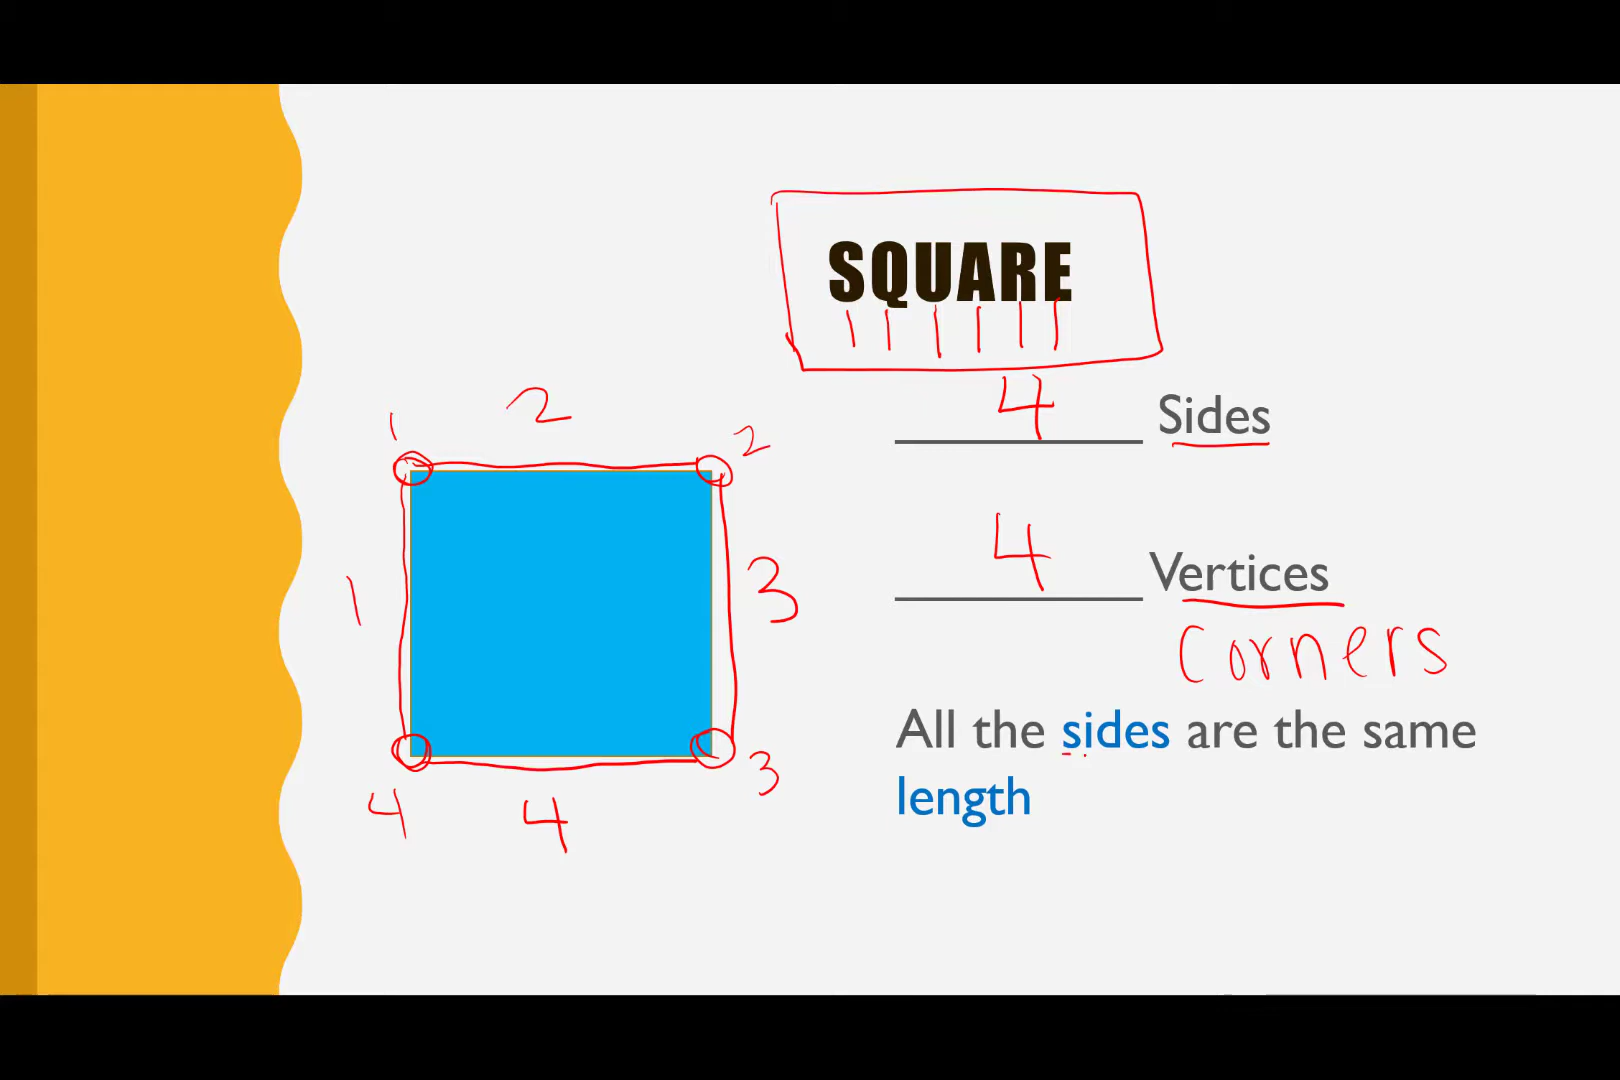 SQUARE
4 Sides
2
1
2
4 Vertices
1
3
Corners
All the sides are the same
length
4
4
3